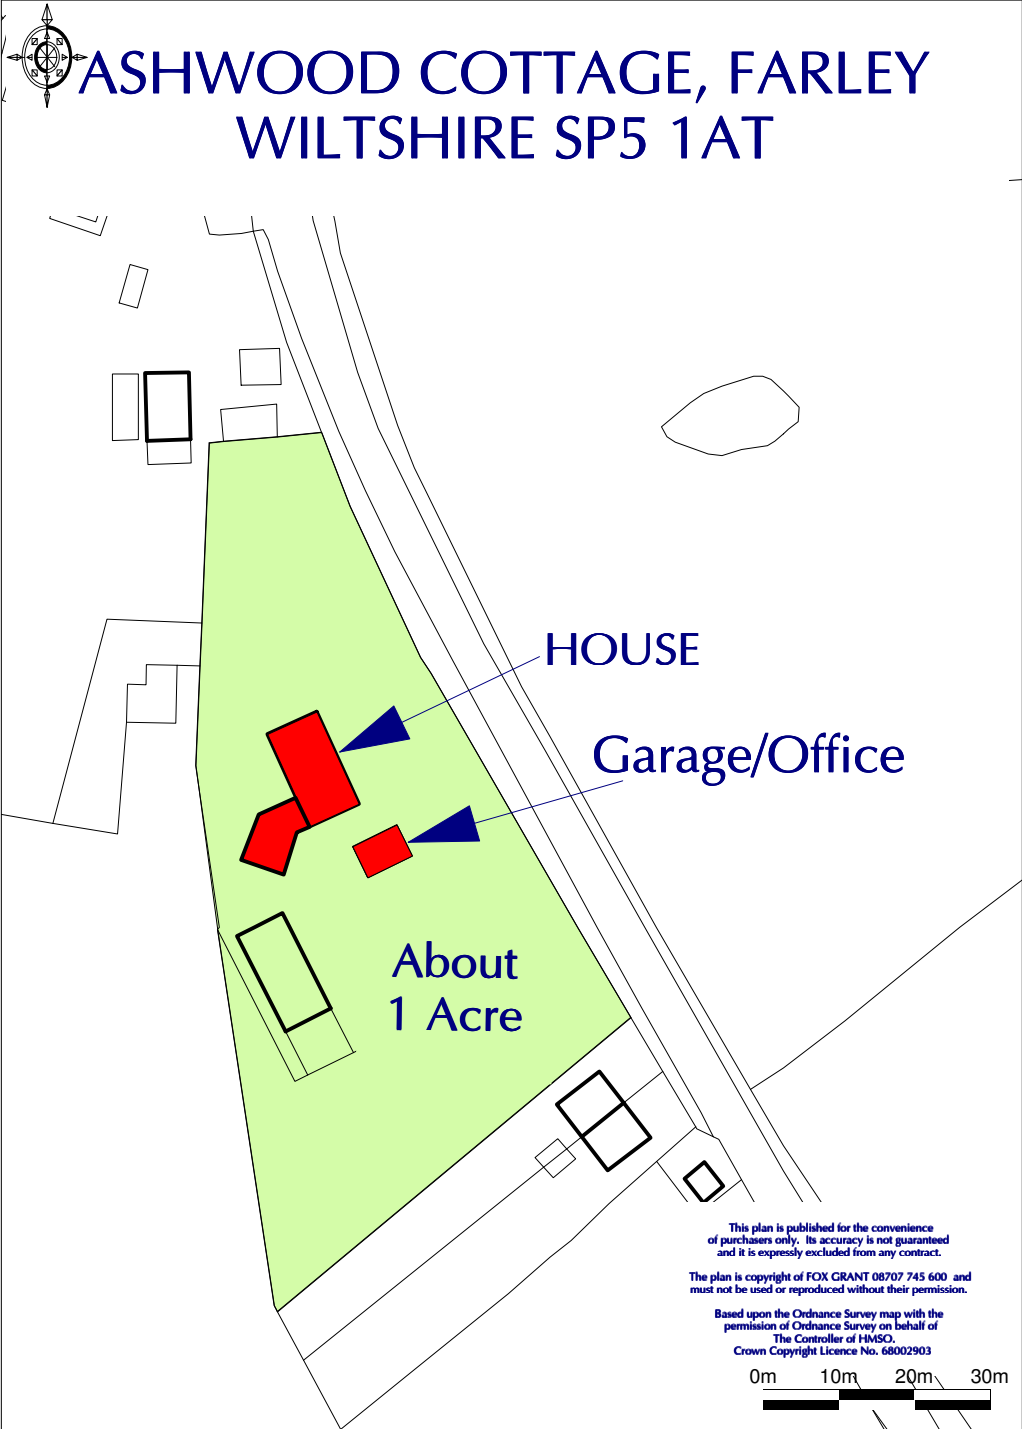 ASHWOOD COTTAGE, FARLEY
WILTSHIRE SP5 1AT
HOUSE
Garage/Office
About
1 Acre
This plan is published for the convenience
of purchasers only. Its accuracy is not guaranteed
and it is expressly excluded from any contract.
The plan is copyright of FOX GRANT 08707 745 600 and
must not be used or reproduced without their permission.
Based upon the Ordnance Survey map with the
permission of Ordnance Survey on behalf of
The Controller of HMSO.
Crown Copyright Licence No. 68002903
0m 10m 20m 30m